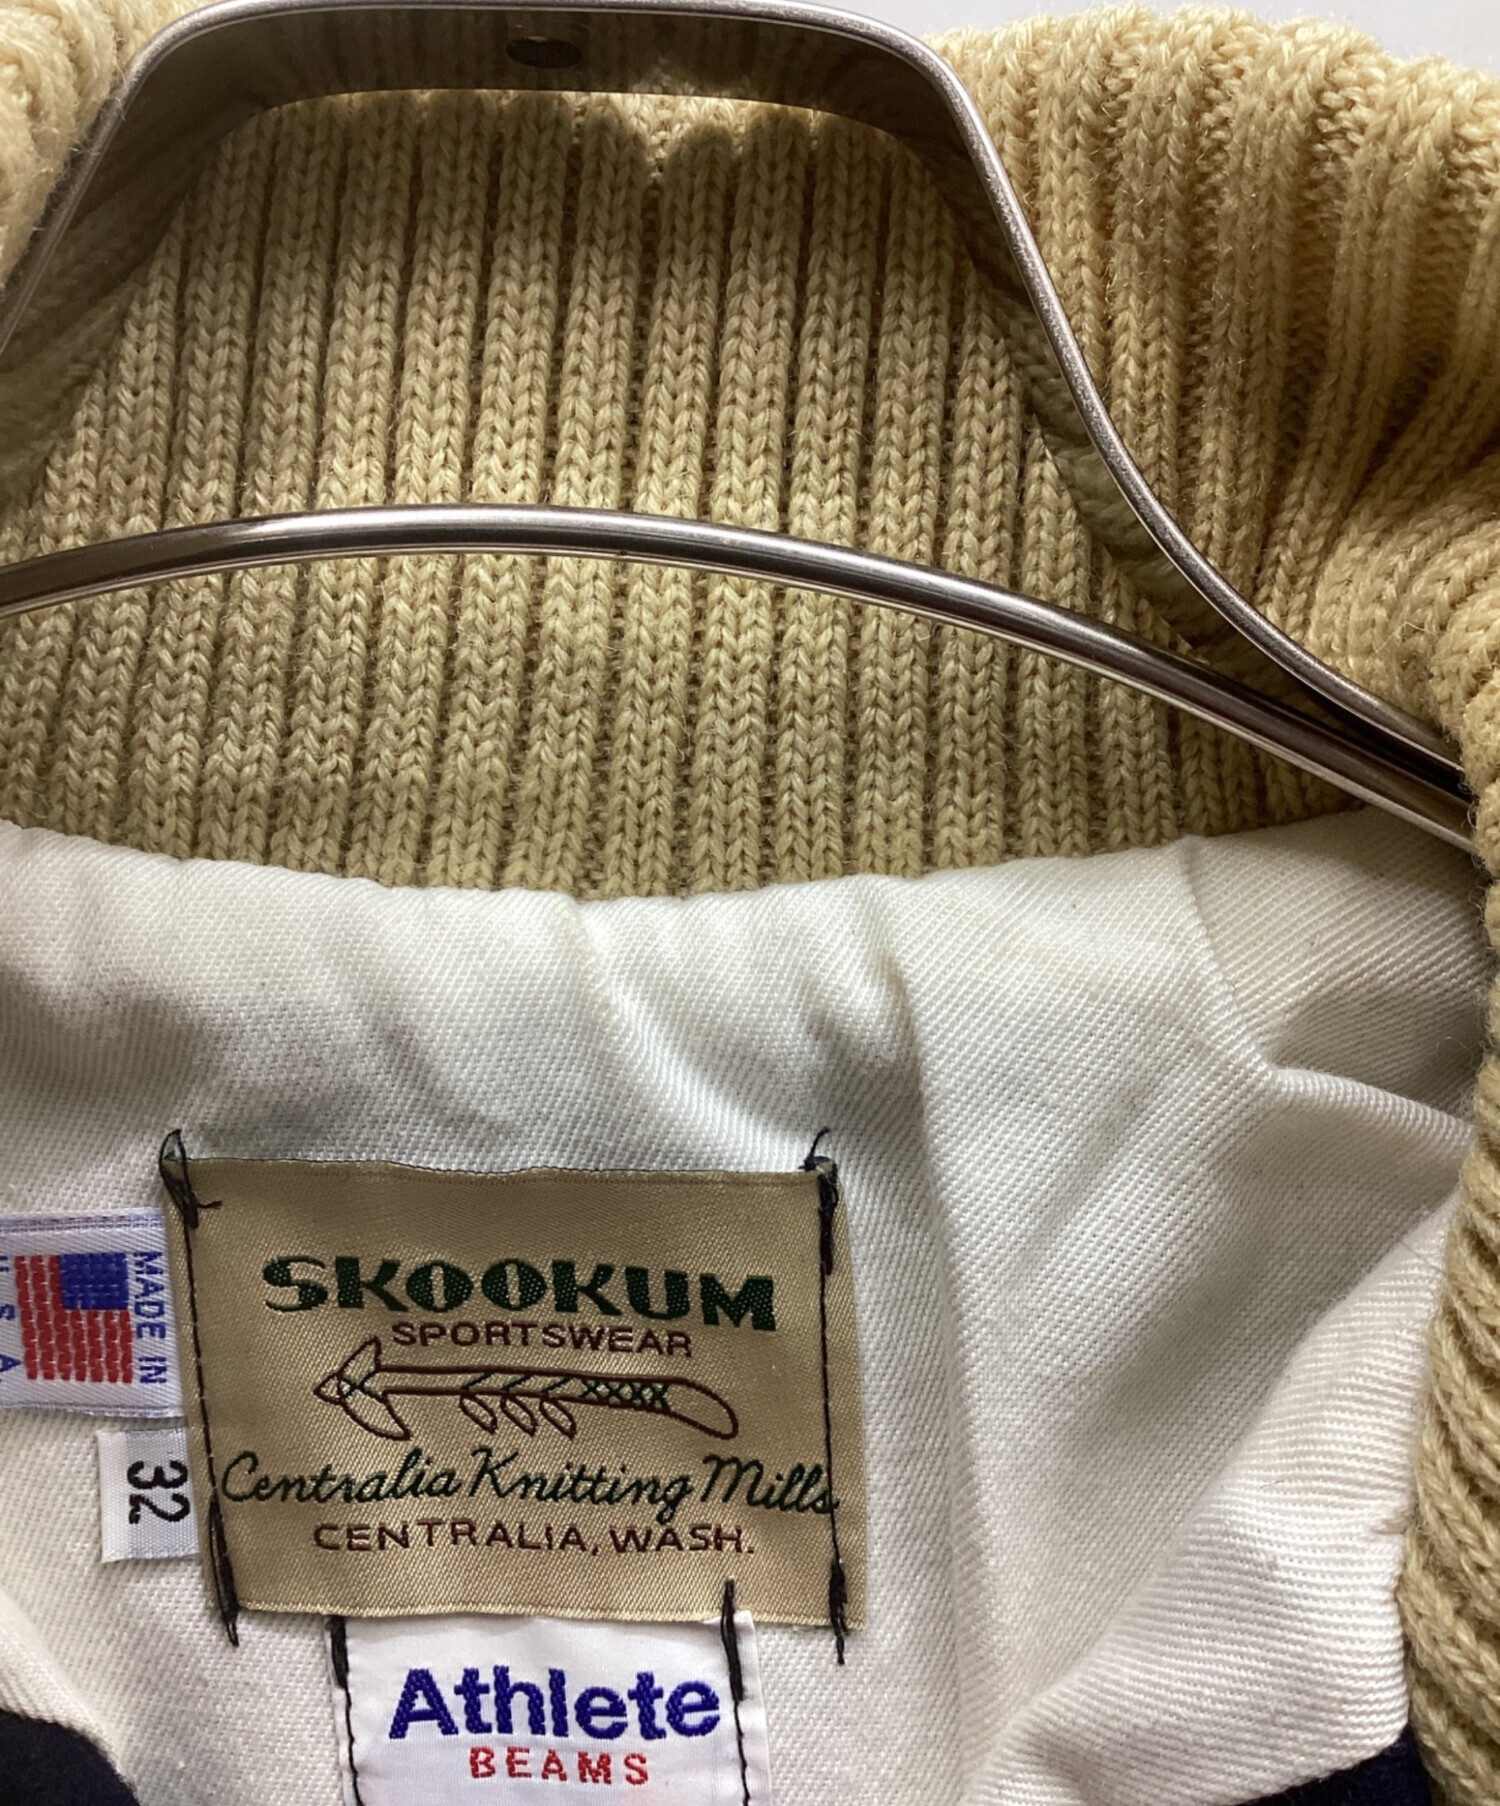 SKOOKUM
SPORTSWEAR
Centralia Knitting Mills
CENTRALIA, WASH.
MADE IN
U.S.A
32
Athlete
BEAMS